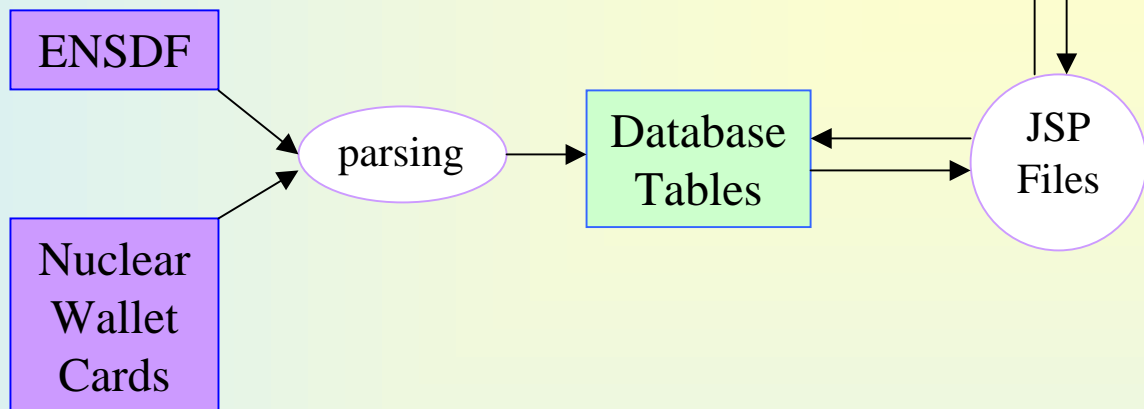 ENSDF
parsing
Database
Tables
JSP
Files
Nuclear
Wallet
Cards